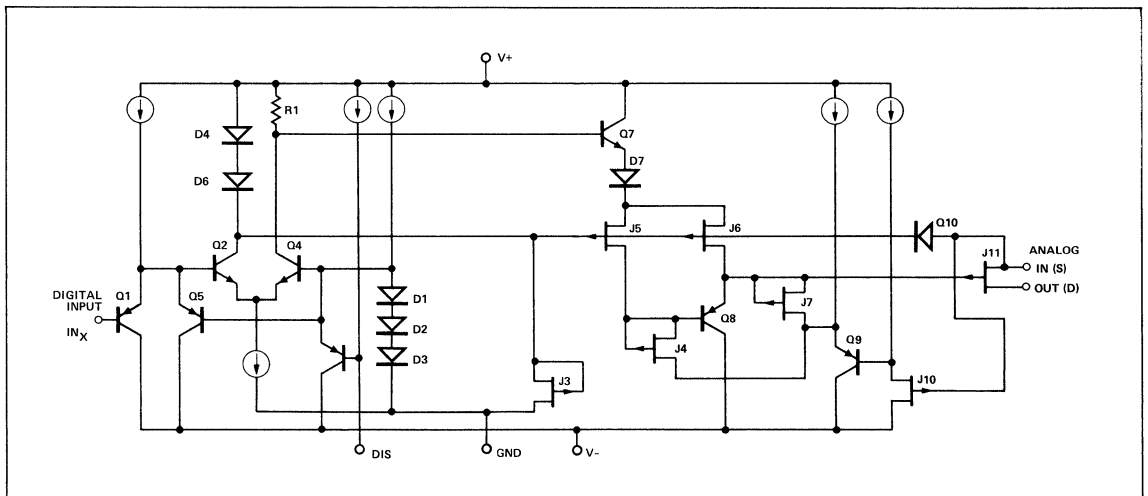 V+
R1
D4
D6
Q7
D7
Q2
Q4
J5
J6
Q10
J11
ANALOG
IN (S)
OUT (D)
DIGITAL
INPUT
INX
Q1
Q5
D1
D2
D3
J7
Q8
J4
Q9
J3
J10
DIS
GND
V-